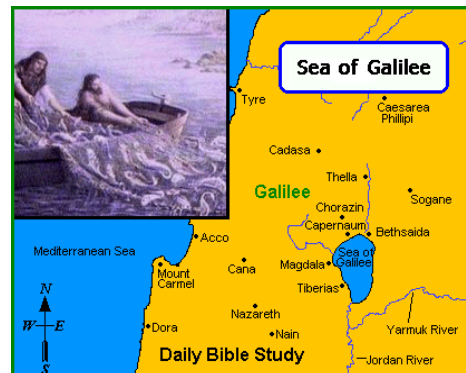 Sea of Galilee
Tyre
Caesarea
Phillipi
Cadasa
Thella
Galilee
Sogane
Chorazin
Capernaum
Bethsaida
Acco
Mediterranean Sea
Sea of
Galilee
Cana
Magdala
Mount
Carmel
Tiberias
N
W
E
S
Nazareth
Dora
Nain
Yarmuk River
Daily Bible Study
Jordan River